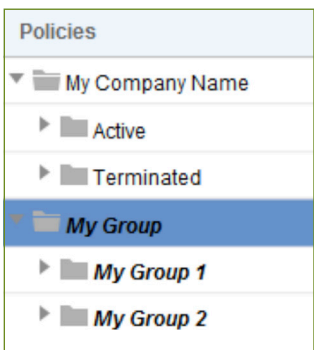 Policies
My Company Name
Active
Terminated
My Group
My Group 1
My Group 2